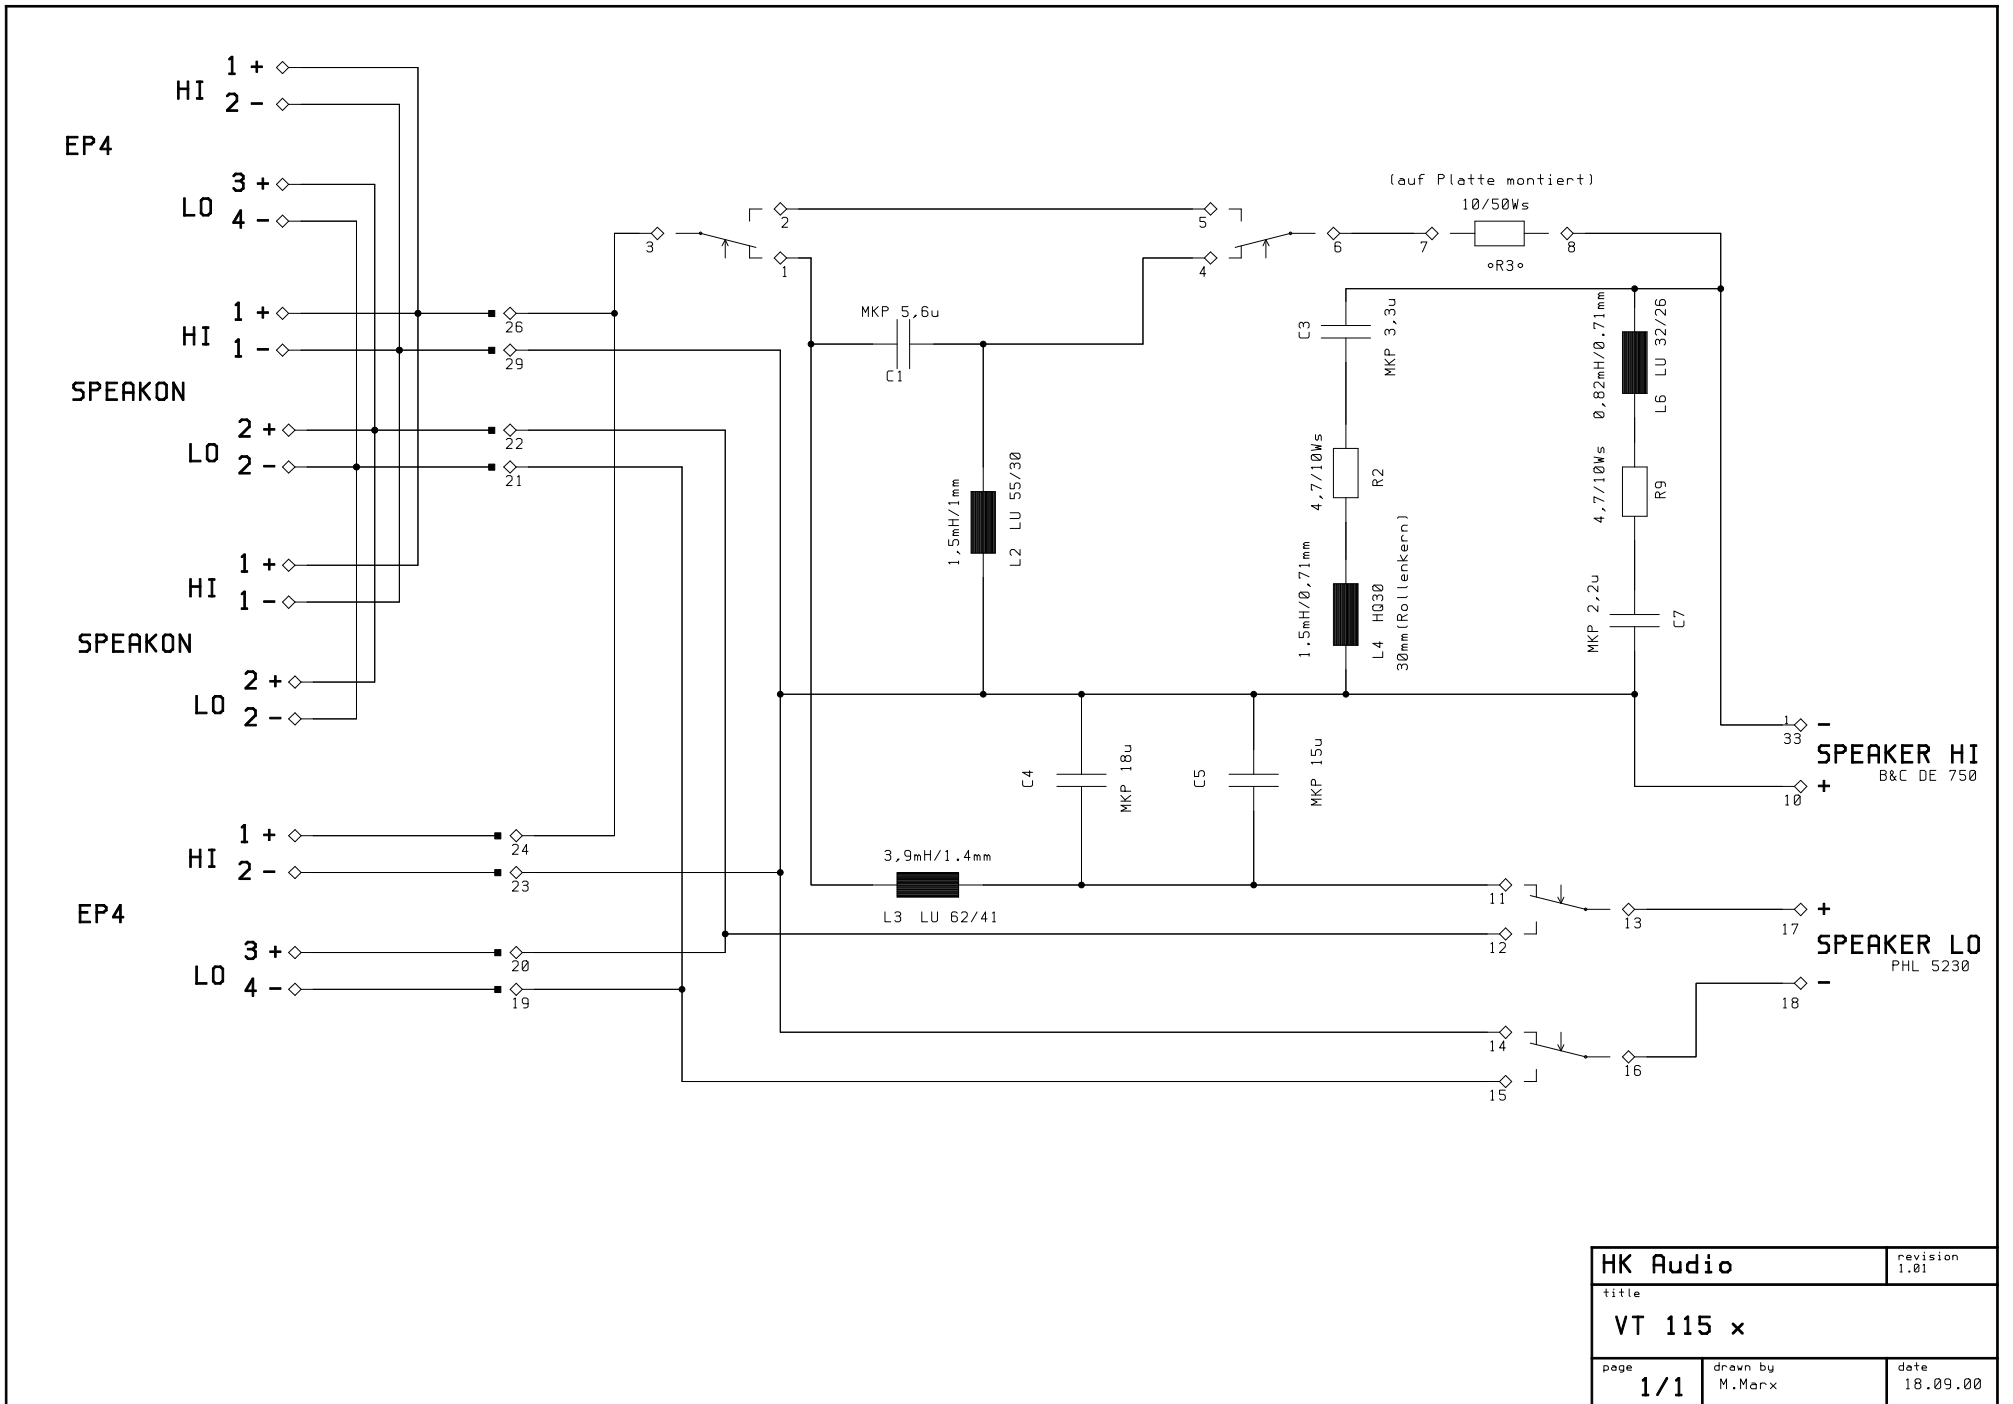 1 +
HI
2 -
EP4
3 +
LO
4 -
1 +
HI
1 -
SPEAKON
2 +
LO
2 -
1 +
HI
1 -
SPEAKON
2 +
LO
2 -
1 +
HI
2 -
EP4
3 +
LO
4 -
26
29
22
21
24
23
20
19
3
2
1
5
4
6
7
8
(auf Platte montiert)
10/50Ws
∘R3∘
MKP 5,6u
C1
1,5mH/1mm
L2 LU 55/30
C3
MKP 3,3u
4,7/10Ws
R2
1.5mH/0,71mm
L4 HQ30
30mm(Rollenkern)
0,82mH/0.71mm
L6 LU 32/26
4,7/10Ws
R9
MKP 2,2u
C7
C4
MKP 18u
C5
MKP 15u
3,9mH/1.4mm
L3 LU 62/41
11
12
13
14
15
16
1
33
-
SPEAKER HI
B&C DE 750
10
+
17
+
SPEAKER LO
PHL 5230
18
-
HK Audio
revision
1.01
title
VT 115 x
page
1/1
drawn by
M.Marx
date
18.09.00